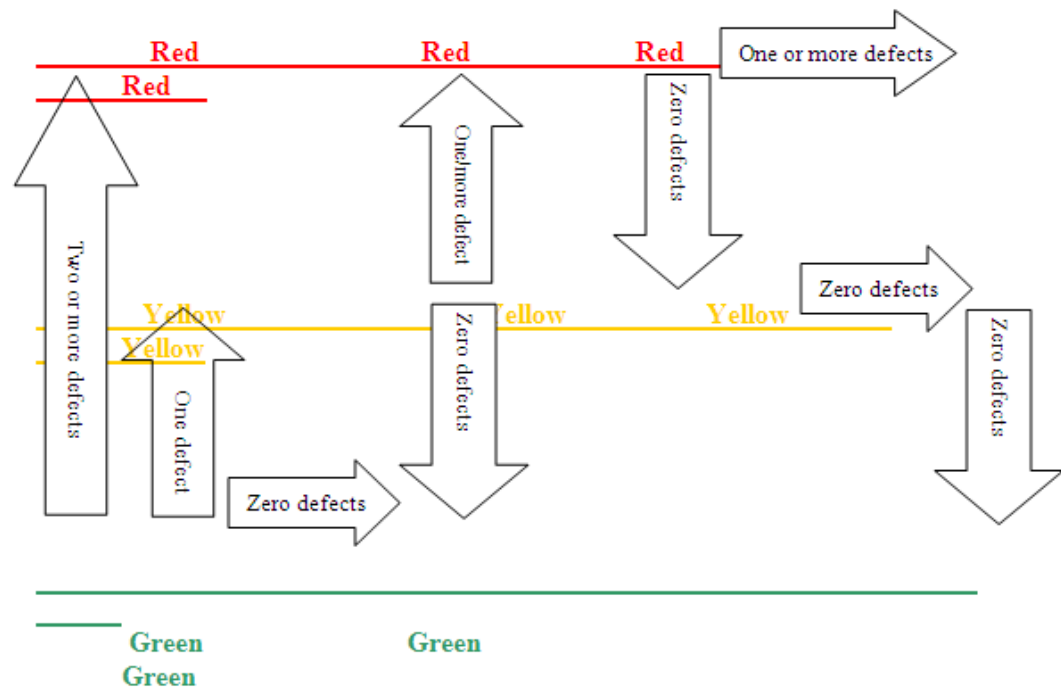 Red
Red
Red
One or more defects
Red
Zero defects
One/more defect
Two or more defects
Zero defects
Yellow
Yellow
Yellow
Zero defects
Zero defects
Yellow
One defect
Zero defects
Green
Green
Green